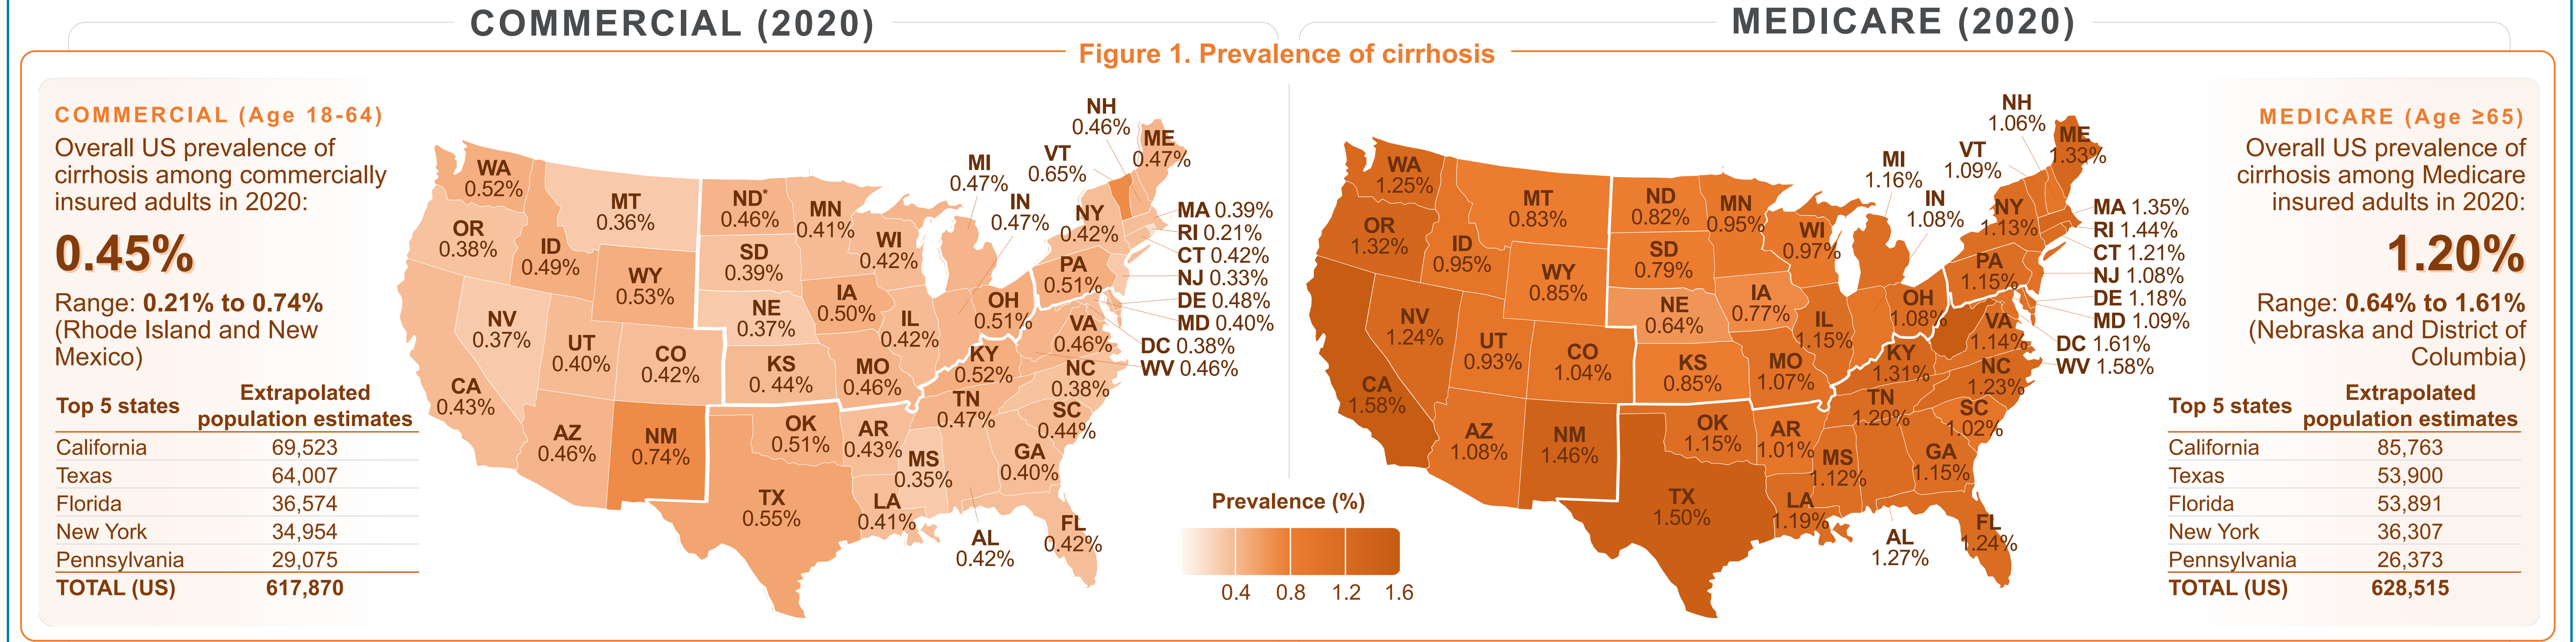 COMMERCIAL (2020)
MEDICARE (2020)
Figure 1. Prevalence of cirrhosis
COMMERCIAL (Age 18-64)
Overall US prevalence of
cirrhosis among commercially
insured adults in 2020:
0.45%
Range: 0.21% to 0.74%
(Rhode Island and New
Mexico)
Top 5 states
Extrapolated
population estimates
California 69,523
Texas 64,007
Florida 36,574
New York 34,954
Pennsylvania 29,075
TOTAL (US) 617,870
WA
0.52%
OR
0.38%
CA
0.43%
NV
0.37%
ID
0.49%
MT
0.36%
WY
0.53%
UT
0.40%
CO
0.42%
AZ
0.46%
NM
0.74%
ND*
0.46%
SD
0.39%
NE
0.37%
KS
0. 44%
MN
0.41%
IA
0.50%
MO
0.46%
WI
0.42%
IL
0.42%
MI
0.47%
IN
0.47%
OH
0.51%
OK
0.51%
TX
0.55%
AR
0.43%
LA
0.41%
MS
0.35%
AL
0.42%
TN
0.47%
KY
0.52%
GA
0.40%
FL
0.42%
SC
0.44%
NC
0.38%
VA
0.46%
PA
0.51%
NY
0.42%
VT
0.65%
NH
0.46%
ME
0.47%
MA 0.39%
RI 0.21%
CT 0.42%
NJ 0.33%
DE 0.48%
MD 0.40%
DC 0.38%
WV 0.46%
Prevalence (%)
0.4 0.8 1.2 1.6
WA
1.25%
OR
1.32%
CA
1.58%
NV
1.24%
ID
0.95%
MT
0.83%
WY
0.85%
UT
0.93%
CO
1.04%
AZ
1.08%
NM
1.46%
ND
0.82%
SD
0.79%
NE
0.64%
KS
0.85%
MN
0.95%
IA
0.77%
MO
1.07%
WI
0.97%
IL
1.15%
MI
1.16%
IN
1.08%
OH
1.08%
OK
1.15%
TX
1.50%
AR
1.01%
LA
1.19%
MS
1.12%
AL
1.27%
TN
1.20%
KY
1.31%
GA
1.15%
FL
1.24%
SC
1.02%
NC
1.23%
VA
1.14%
PA
1.15%
NY
1.13%
VT
1.09%
NH
1.06%
ME
1.33%
MA 1.35%
RI 1.44%
CT 1.21%
NJ 1.08%
DE 1.18%
MD 1.09%
DC 1.61%
WV 1.58%
MEDICARE (Age ≥65)
Overall US prevalence of
cirrhosis among Medicare
insured adults in 2020:
1.20%
Range: 0.64% to 1.61%
(Nebraska and District of
Columbia)
Top 5 states
Extrapolated
population estimates
California 85,763
Texas 53,900
Florida 53,891
New York 36,307
Pennsylvania 26,373
TOTAL (US) 628,515